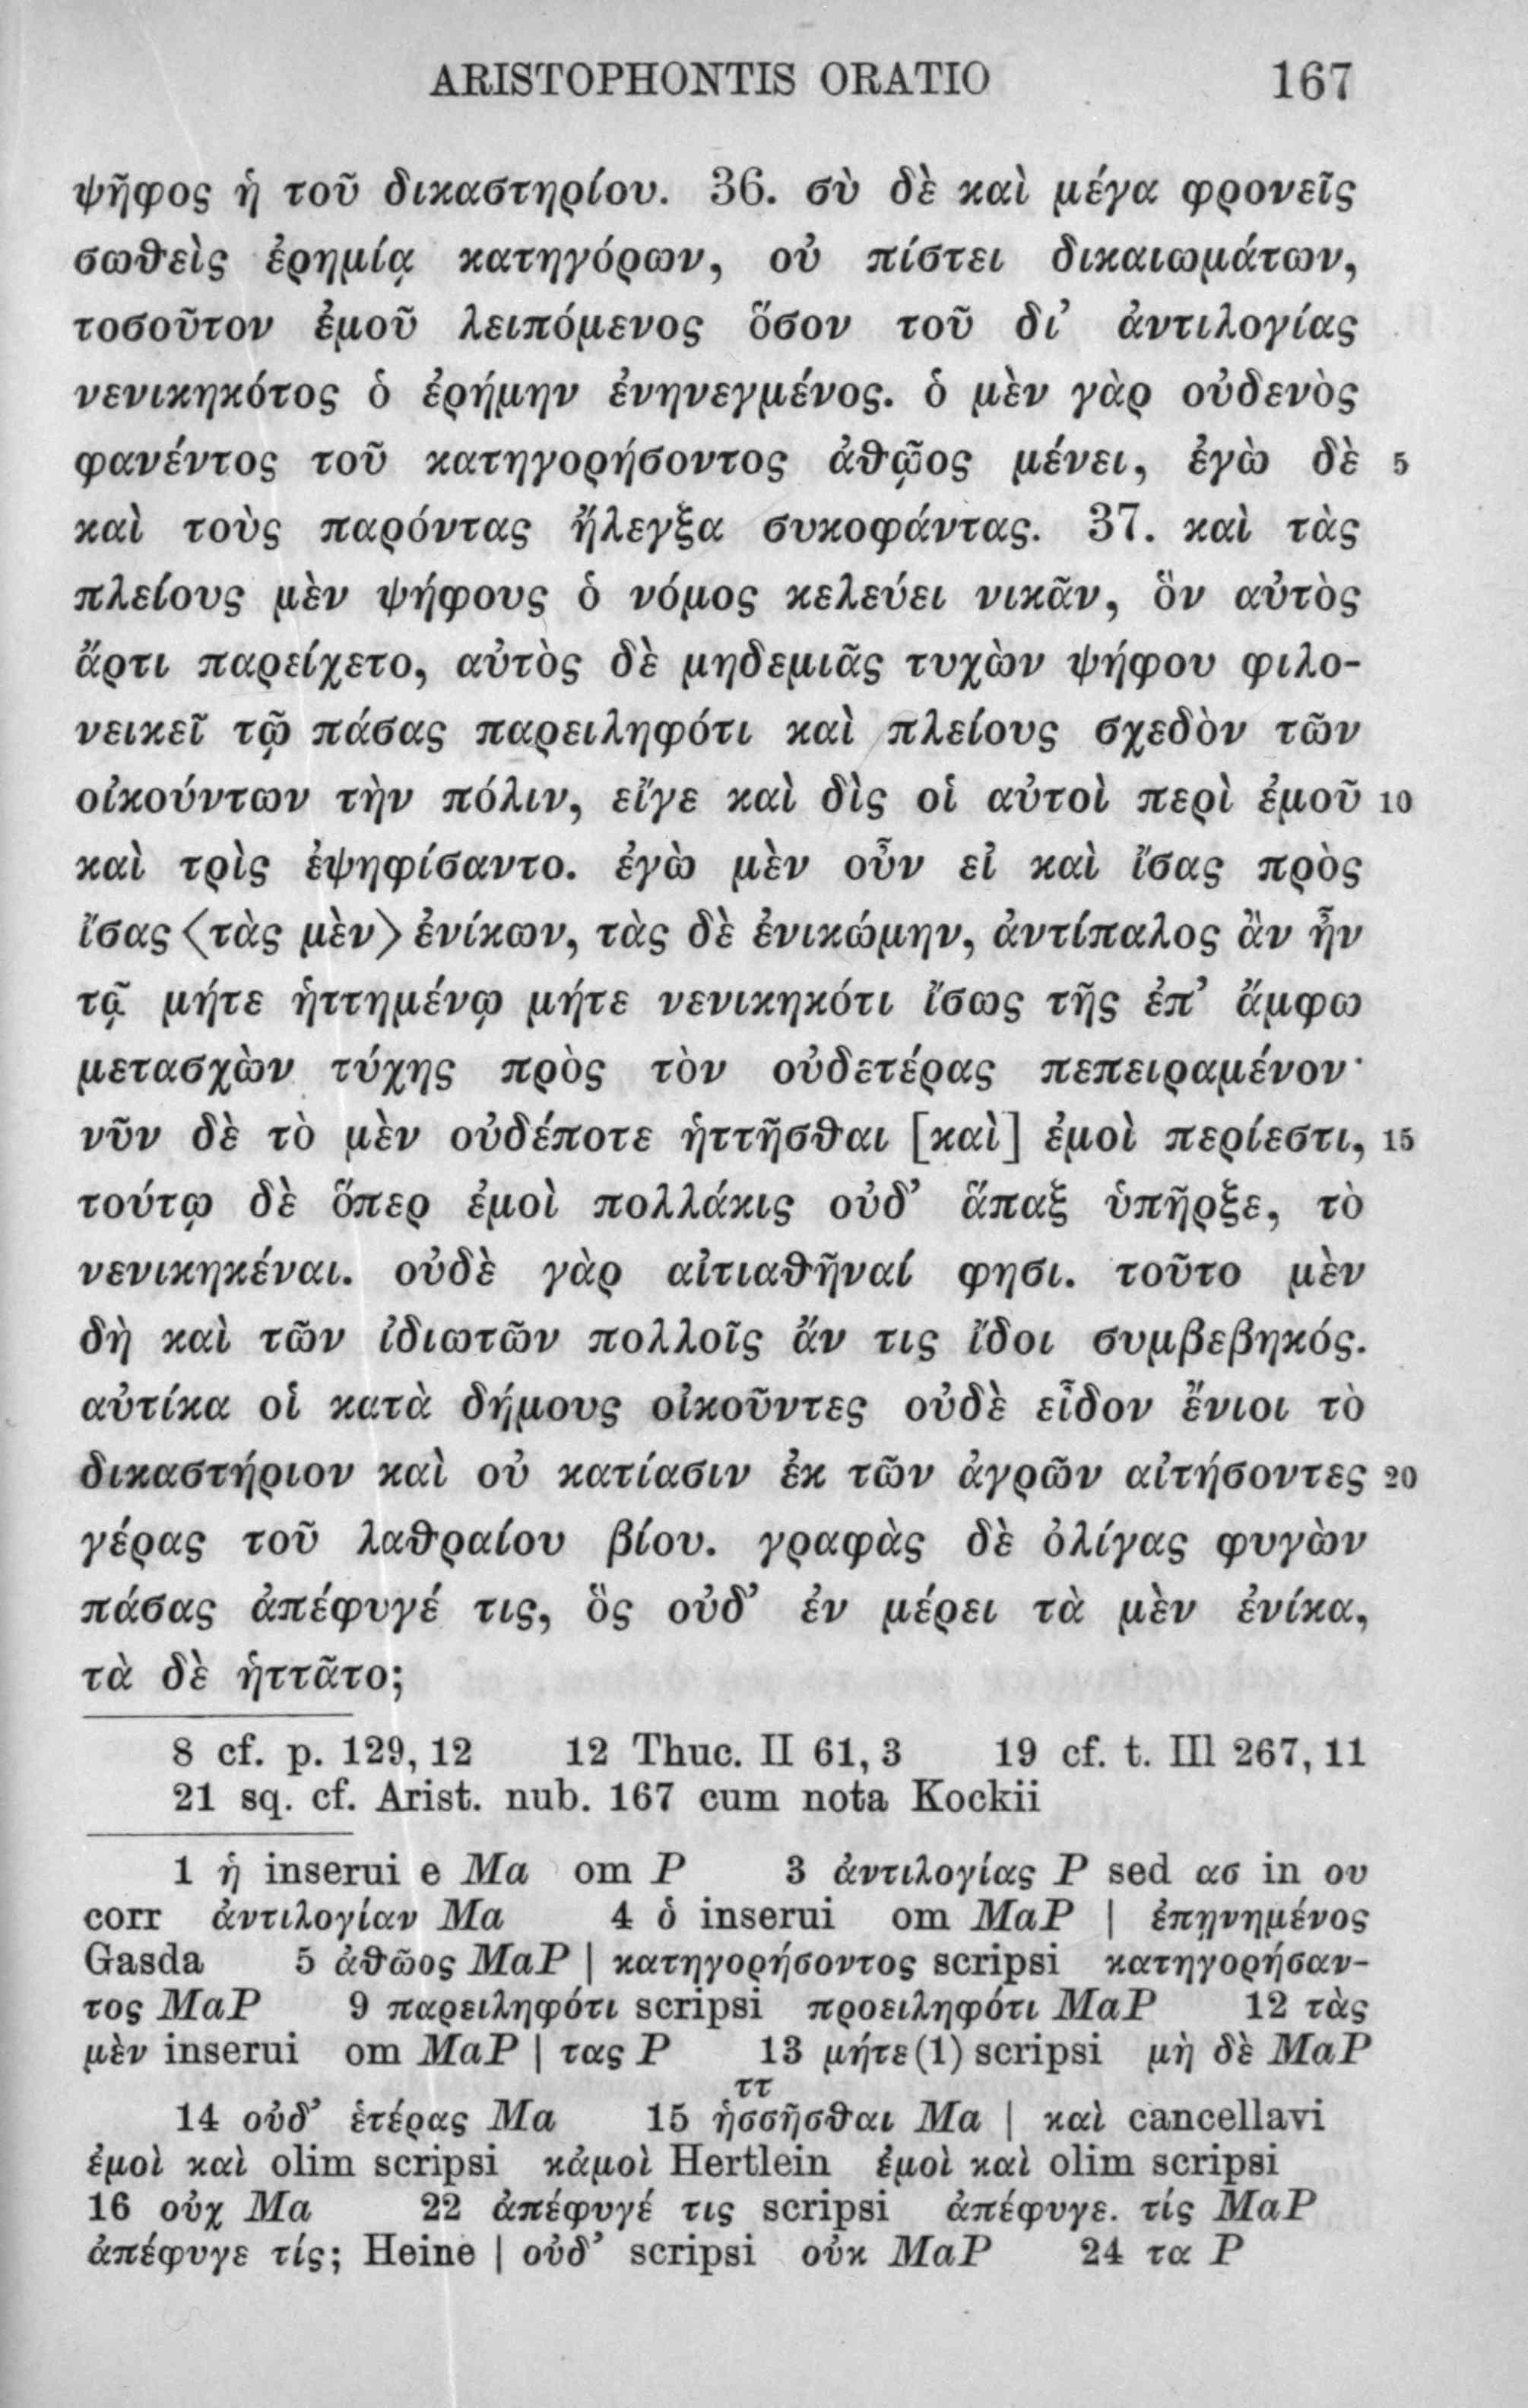 ARISTOPHONTIS ORATIO 167
ψῆφος ἡ τοῦ δικαστηρίου. 36. σὺ δὲ καὶ μέγα φρονεῖς
σωθεὶς ἐρημίᾳ κατηγόρων, οὐ πίστει δικαιωμάτων,
τοσοῦτον ἐμοῦ λειπόμενος ὅσον τοῦ δι’ ἀντιλογίας
νενικηκότος ὁ ἐρήμην ἐνηνεγμένος. ὁ μὲν γὰρ οὐδενὸς
φανέντος τοῦ κατηγορήσοντος ἀθῷος μένει, ἐγὼ δὲ 5
καὶ τοὺς παρόντας ἤλεγξα συκοφάντας. 37. καὶ τὰς
πλείους μὲν ψήφους ὁ νόμος κελεύει νικᾶν, ὃν αὐτὸς
ἄρτι παρείχετο, αὐτὸς δὲ μηδεμιᾶς τυχὼν ψήφου φιλο-
νεικεῖ τῷ πάσας παρειληφότι καὶ πλείους σχεδὸν τῶν
οἰκούντων τὴν πόλιν, εἴγε καὶ δὶς οἱ αὐτοὶ περὶ ἐμοῦ 10
καὶ τρὶς ἐψηφίσαντο. ἐγὼ μὲν οὖν εἰ καὶ ἴσας πρὸς
ἴσας ⟨τὰς μὲν⟩ ἐνίκων, τὰς δὲ ἐνικώμην, ἀντίπαλος ἂν ἦν
τῷ μήτε ἡττημένῳ μήτε νενικηκότι ἴσως τῆς ἐπ’ ἄμφω
μετασχὼν τύχης πρὸς τὸν οὐδετέρας πεπειραμένον·
νῦν δὲ τὸ μὲν οὐδέποτε ἡττῆσθαι [καὶ] ἐμοὶ περίεστι, 15
τούτῳ δὲ ὅπερ ἐμοὶ πολλάκις οὐδ’ ἅπαξ ὑπῆρξε, τὸ
νενικηκέναι. οὐδὲ γὰρ αἰτιαθῆναί φησι. τοῦτο μὲν
δὴ καὶ τῶν ἰδιωτῶν πολλοῖς ἄν τις ἴδοι συμβεβηκός.
αὐτίκα οἱ κατὰ δήμους οἰκοῦντες οὐδὲ εἶδον ἔνιοι τὸ
δικαστήριον καὶ οὐ κατίασιν ἐκ τῶν ἀγρῶν αἰτήσοντες 20
γέρας τοῦ λαθραίου βίου. γραφὰς δὲ ὀλίγας φυγὼν
πάσας ἀπέφυγέ τις, ὃς οὐδ’ ἐν μέρει τὰ μὲν ἐνίκα,
τὰ δὲ ἡττᾶτο;
8 cf. p. 129, 12 12 Thuc. II 61, 3 19 cf. t. III 267, 11
21 sq. cf. Arist. nub. 167 cum nota Kockii
1 ἡ inserui e Ma om P 3 ἀντιλογίας P sed ασ in ου
corr ἀντιλογίαν Ma 4 ὁ inserui om MaP | ἐπῃνημένος
Gasda 5 ἀθῶος MaP | κατηγορήσοντος scripsi κατηγορήσαν-
τος MaP 9 παρειληφότι scripsi προειληφότι MaP 12 τὰς
μὲν inserui om MaP | τας P 13 μήτε (1) scripsi μὴ δὲ MaP
ττ
14 οὐδ’ ἑτέρας Ma 15 ἡσσῆσθαι Ma | καὶ cancellavi
ἐμοὶ καὶ olim scripsi κἀμοὶ Hertlein ἐμοὶ καὶ olim scripsi
16 οὐχ Ma 22 ἀπέφυγέ τις scripsi ἀπέφυγε. τίς MaP
ἀπέφυγε τίς; Heine | οὐδ’ scripsi οὐκ MaP 24 τα P